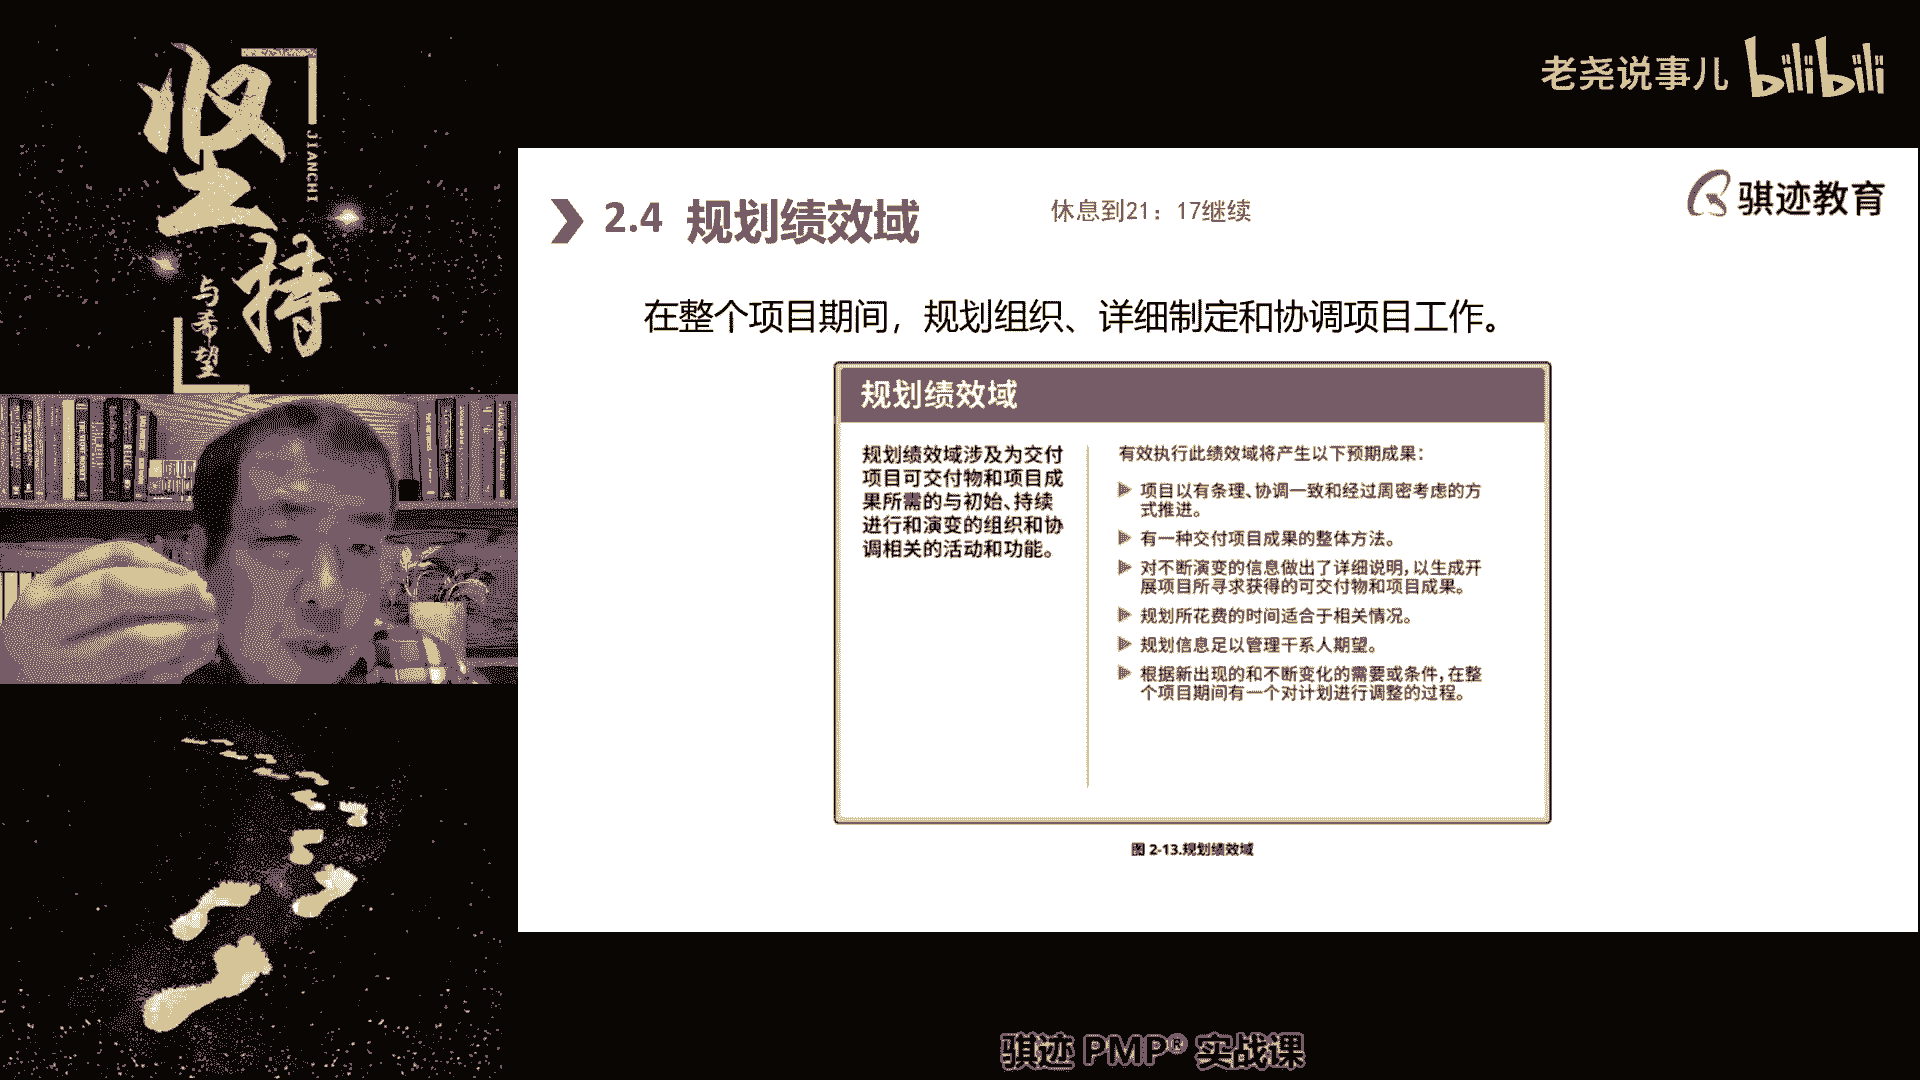 坚持
JIANCHI
与希望
老尧说事儿 bilibili
骐迹教育
2.4 规划绩效域
休息到21：17继续
在整个项目期间，规划组织、详细制定和协调项目工作。
规划绩效域
规划绩效域涉及为交付
项目可交付物和项目成
果所需的与初始、持续
进行和演变的组织和协
调相关的活动和功能。
有效执行此绩效域将产生以下预期成果：
项目以有条理、协调一致和经过周密考虑的方
式推进。
有一种交付项目成果的整体方法。
对不断演变的信息做出了详细说明，以生成开
展项目所寻求获得的可交付物和项目成果。
规划所花费的时间适合于相关情况。
规划信息足以管理干系人期望。
根据新出现的和不断变化的需要或条件，在整
个项目期间有一个对计划进行调整的过程。
图 2-13.规划绩效域
骐迹 PMP® 实战课